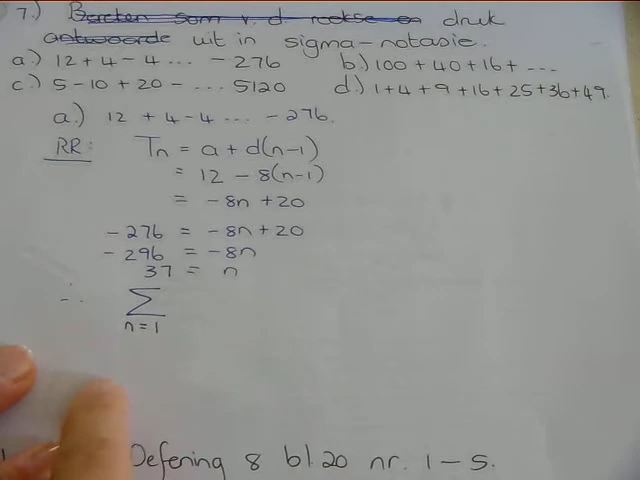 7.) Bereken som v. d. reekse en druk
antwoorde uit in sigma-notasie.
a.) 12 + 4 - 4 ... - 276 b.) 100 + 40 + 16 + ...
c.) 5 - 10 + 20 - ... 5120 d.) 1 + 4 + 9 + 16 + 25 + 36 + 49.
a.) 12 + 4 - 4 ... - 276.
RR: Tn = a + d(n-1)
= 12 - 8(n-1)
= -8n + 20
-276 = -8n + 20
-296 = -8n
37 = n
∴ Σ
n = 1
Oefening 8 bl. 20 nr. 1 - 5.